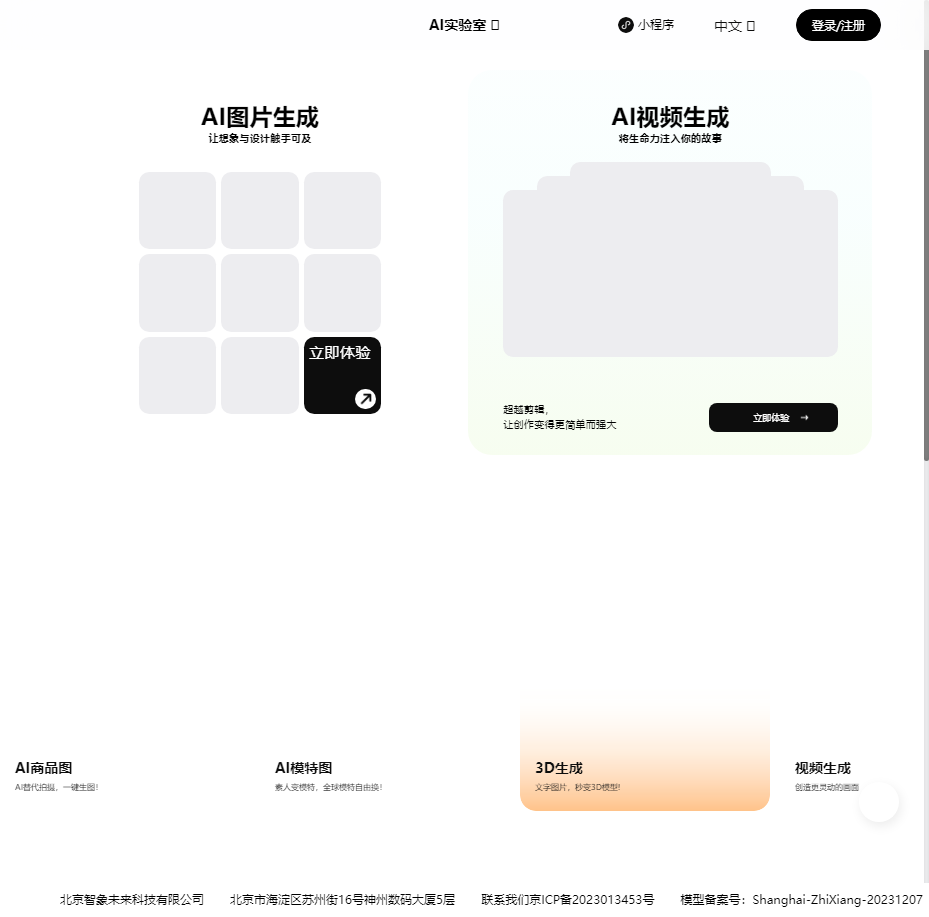 AI实验室
小程序
中文
登录/注册
AI图片生成
让想象与设计触手可及
立即体验
AI视频生成
将生命力注入你的故事
超越剪辑，
让创作变得更简单而强大
立即体验 →
AI商品图
AI替代拍摄，一键生图！
AI模特图
素人变模特，全球模特自由换！
3D生成
文字图片，秒变3D模型！
视频生成
创造更灵动的画面
北京智象未来科技有限公司 北京市海淀区苏州街16号神州数码大厦5层 联系我们京ICP备2023013453号 模型备案号：Shanghai-ZhiXiang-20231207